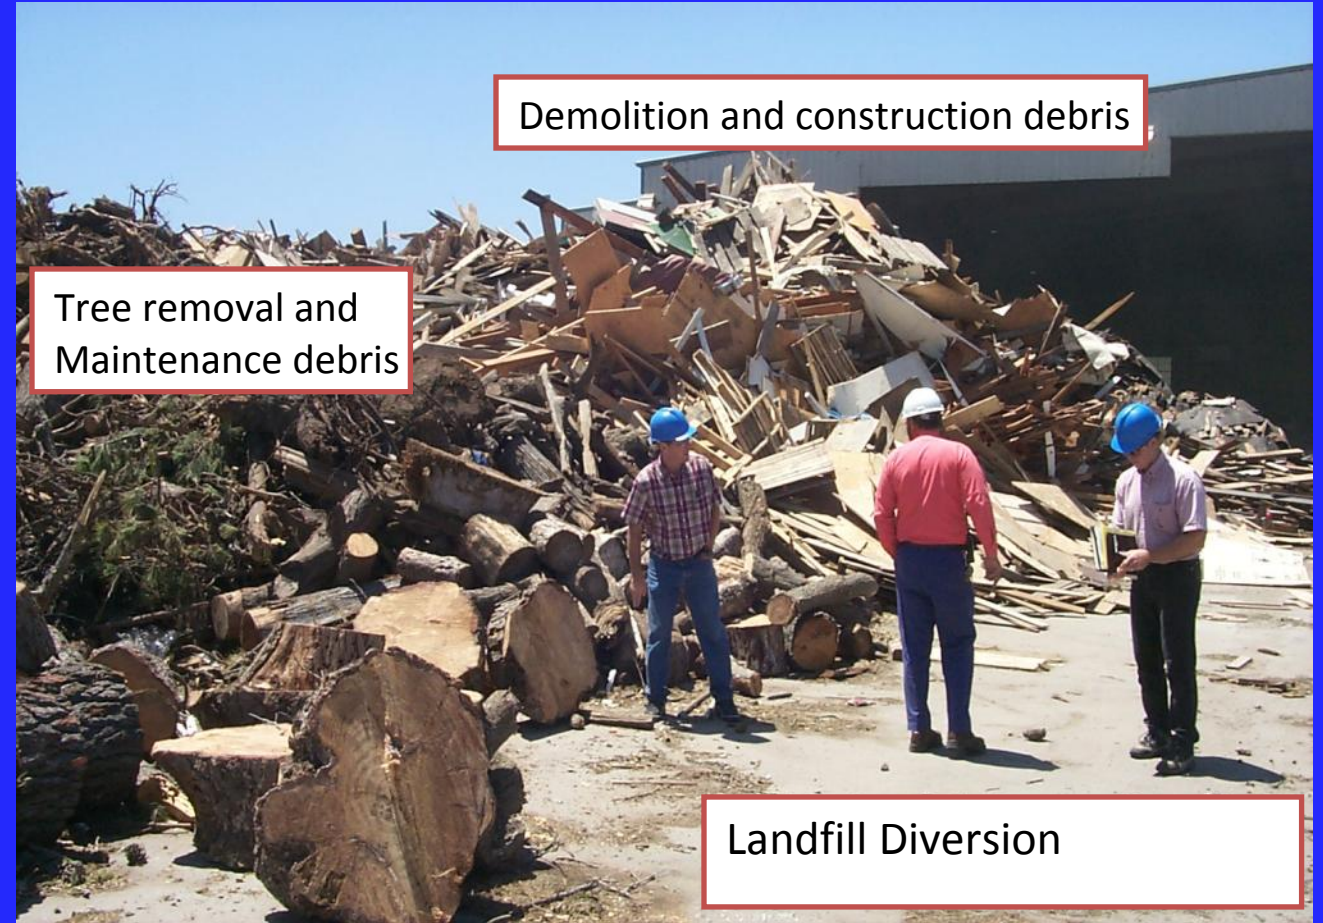 Demolition and construction debris
Tree removal and
Maintenance debris
Landfill Diversion